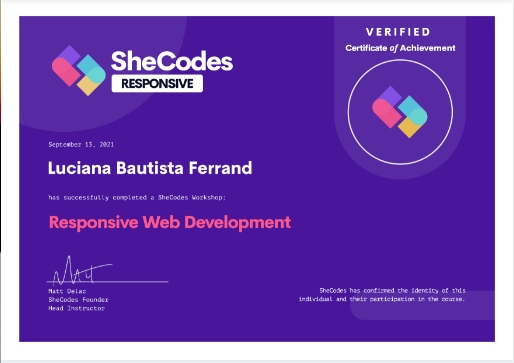 VERIFIED
Certificate of Achievement
SheCodes
RESPONSIVE
September 13, 2021
Luciana Bautista Ferrand
has successfully completed a SheCodes Workshop:
Responsive Web Development
Matt Delac
SheCodes Founder
Head Instructor
SheCodes has confirmed the identity of this
individual and their participation in the course.